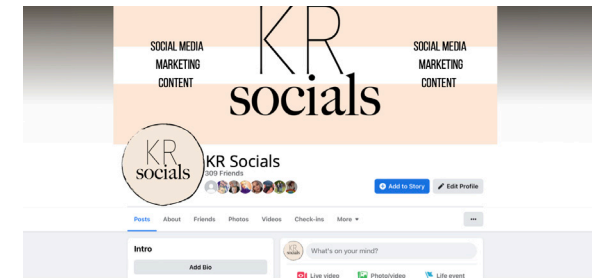 KR
socials
SOCIAL MEDIA
MARKETING
CONTENT
SOCIAL MEDIA
MARKETING
CONTENT
KR
socials
KR Socials
309 Friends
Add to Story
Edit Profile
Posts About Friends Photos Videos Check-ins More
Intro
Add Bio
KR
socials
What's on your mind?
Live video Photo/video Life event